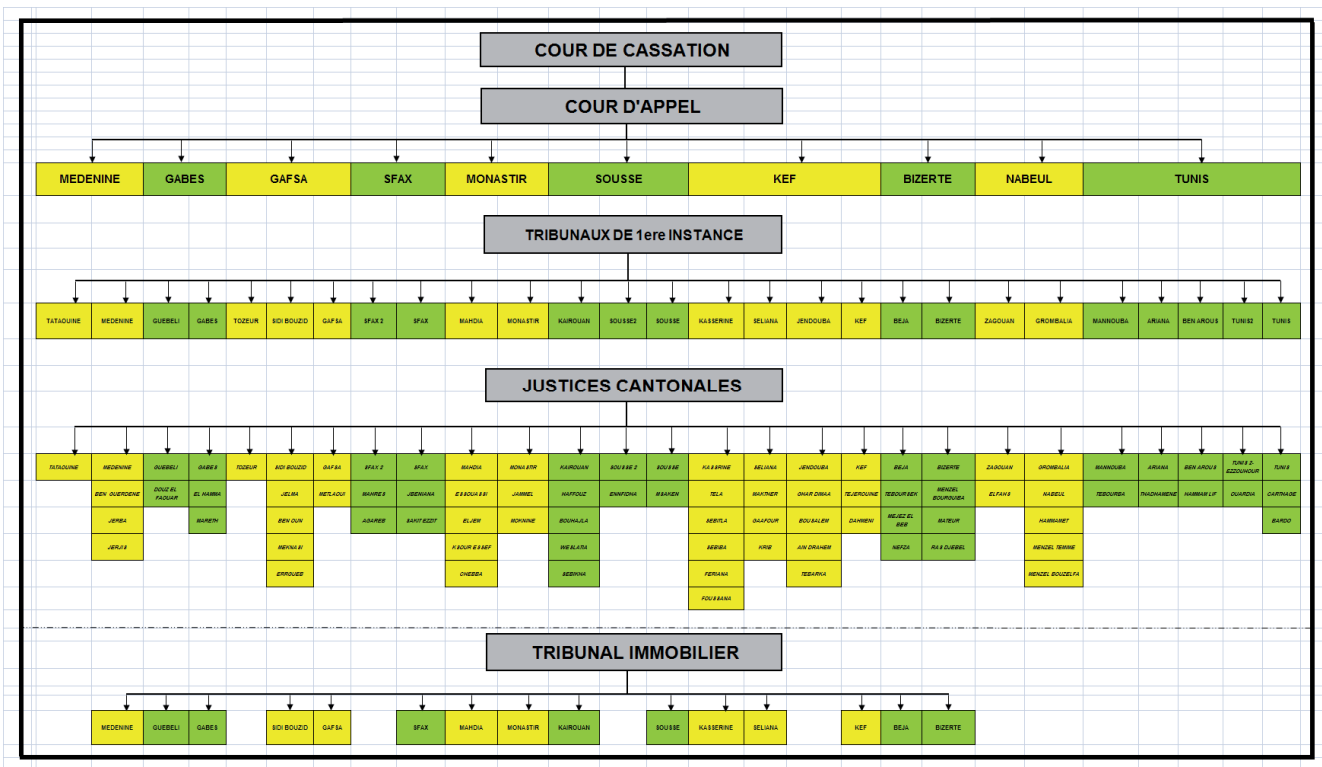 COUR DE CASSATION
COUR D'APPEL
MEDENINE GABES GAFSA SFAX MONASTIR SOUSSE KEF BIZERTE NABEUL TUNIS
TRIBUNAUX DE 1ere INSTANCE
TATAOUINE MEDENINE GUEBELI GABES TOZEUR SIDI BOUZID GAFSA SFAX 2 SFAX MAHDIA MONASTIR KAIROUAN SOUSSE2 SOUSSE KASSERINE SELIANA JENDOUBA KEF BEJA BIZERTE ZAGOUAN GROMBALIA MANNOUBA ARIANA BEN AROUS TUNIS2 TUNIS
JUSTICES CANTONALES
TATAOUINE MEDENINE GUEBELI GABES TOZEUR SIDI BOUZID GAFSA SFAX 2 SFAX MAHDIA MONASTIR KAIROUAN SOUSSE 2 SOUSSE KASSRINE SELIANA JENDOUBA KEF BEJA BIZERTE ZAGOUAN GROMBALIA MANNOUBA ARIANA BEN AROUS TUNIS 2-EZZOUHOUR TUNIS
BEN GUERDENE DOUZ EL FAOUAR EL HAMMA JELMA METLAOUI MAHRES JBENIANA ESSOUASSI JAMMEL HAFFOUZ ENNFIDHA MSAKEN TELA MAKTHER GHAR DIMAA TEJEROUINE TEBOURSEK MENZEL BOURGUBA ELFAHS NABEUL TEBOURBA THADHAMENE HAMMAM LIF OUARDIA CARTHAGE
JERBA MARETH BEN OUN AGAREB SAKIT EZZIT ELJEM MOKNINE BOUHAJLA SEBITLA GAAFOUR BOUSALEM DAHMENI MEJEZ EL BEB MATEUR HAMMAMET BARDO
JERJIS MEKNASI KSOUR ESSEF WESLATIA SEBIBA KRIB AIN DRAHEM NEFZA RAS DJEBEL MENZEL TEMIME
ERROUEB CHEBBA SEBIKHA FERIANA TEBARKA MENZEL BOUZELFA
FOUSSANA
TRIBUNAL IMMOBILIER
MEDENINE GUEBELI GABES SIDI BOUZID GAFSA SFAX MAHDIA MONASTIR KAIROUAN SOUSSE KASSERINE SELIANA KEF BEJA BIZERTE